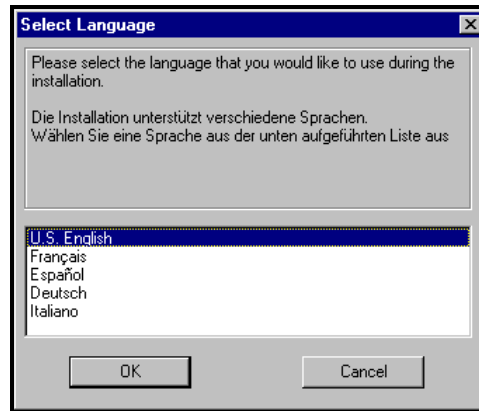 Select Language
Please select the language that you would like to use during the
installation.
Die Installation unterstützt verschiedene Sprachen.
Wählen Sie eine Sprache aus der unten aufgeführten Liste aus
U.S. English
Français
Español
Deutsch
Italiano
OK
Cancel